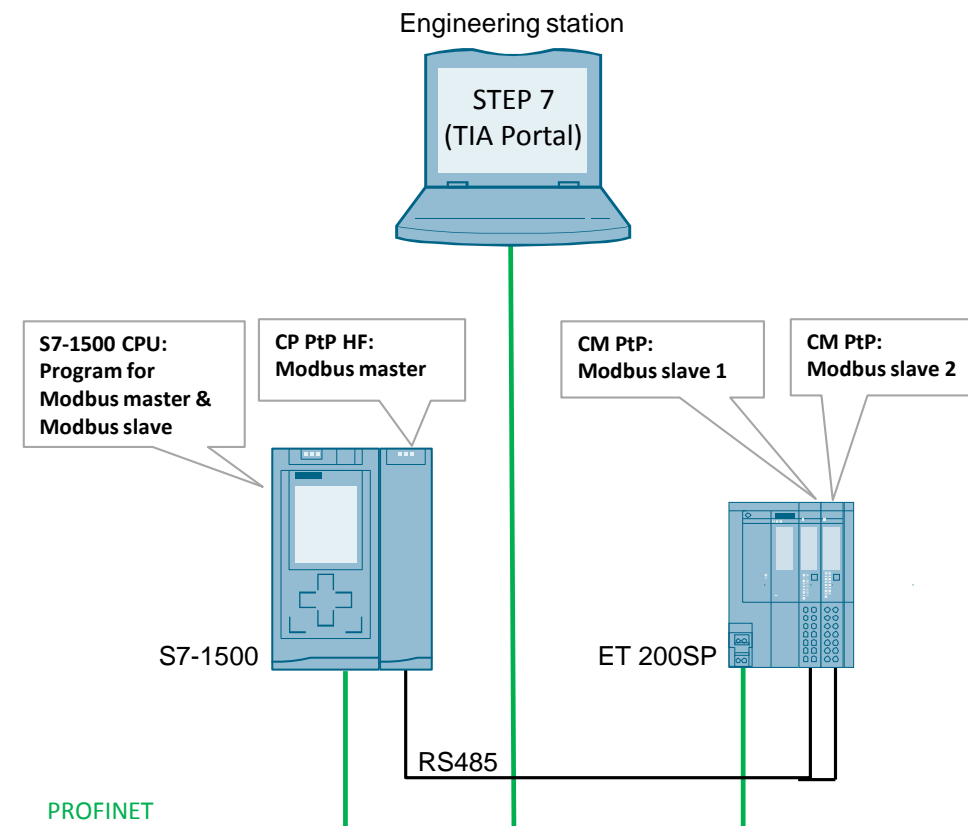 Engineering station
STEP 7
(TIA Portal)
S7-1500 CPU:
Program for
Modbus master &
Modbus slave
CP PtP HF:
Modbus master
CM PtP:
Modbus slave 1
CM PtP:
Modbus slave 2
S7-1500
ET 200SP
RS485
PROFINET